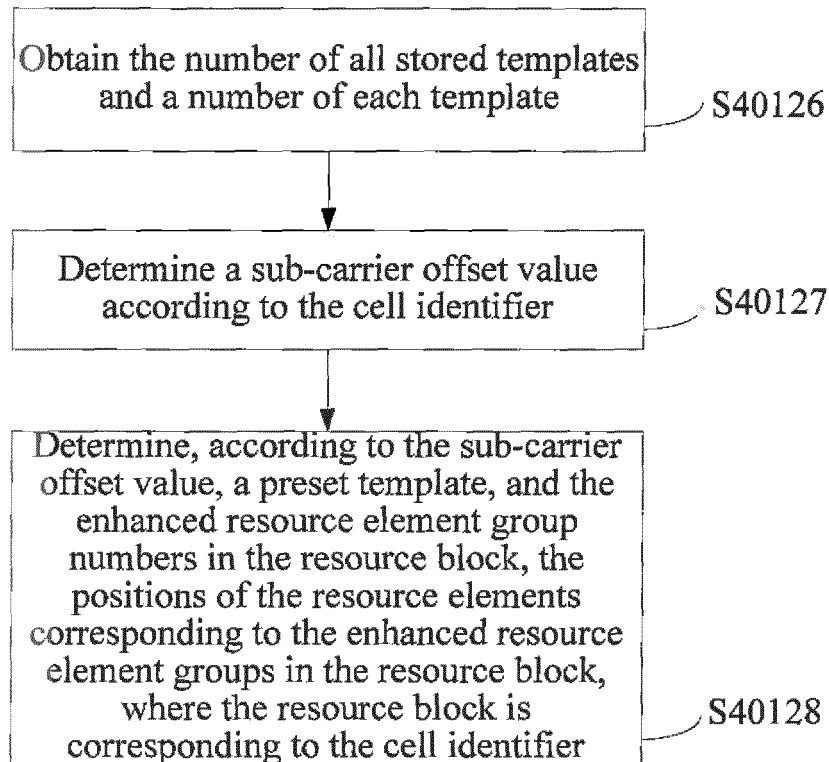 Obtain the number of all stored templates
and a number of each template
S40126
Determine a sub-carrier offset value
according to the cell identifier
S40127
Determine, according to the sub-carrier
offset value, a preset template, and the
enhanced resource element group
numbers in the resource block, the
positions of the resource elements
corresponding to the enhanced resource
element groups in the resource block,
where the resource block is
corresponding to the cell identifier
S40128